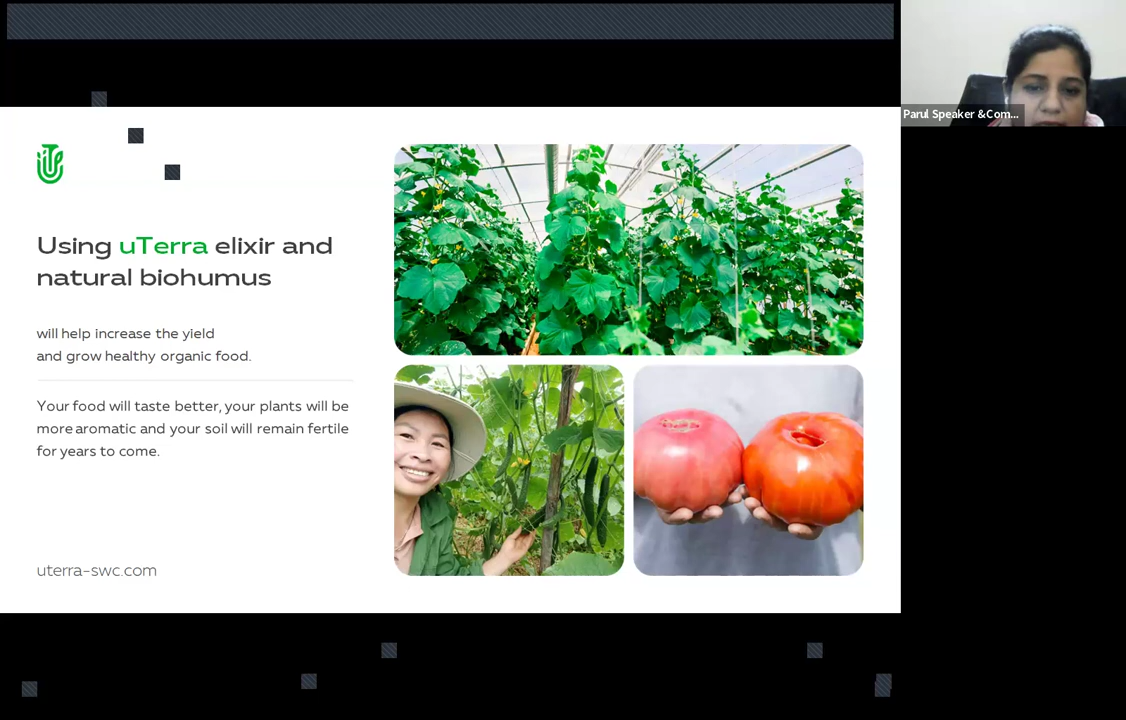 Parul Speaker &Com...
Using uTerra elixir and
natural biohumus
will help increase the yield
and grow healthy organic food.
Your food will taste better, your plants will be
more aromatic and your soil will remain fertile
for years to come.
uterra-swc.com